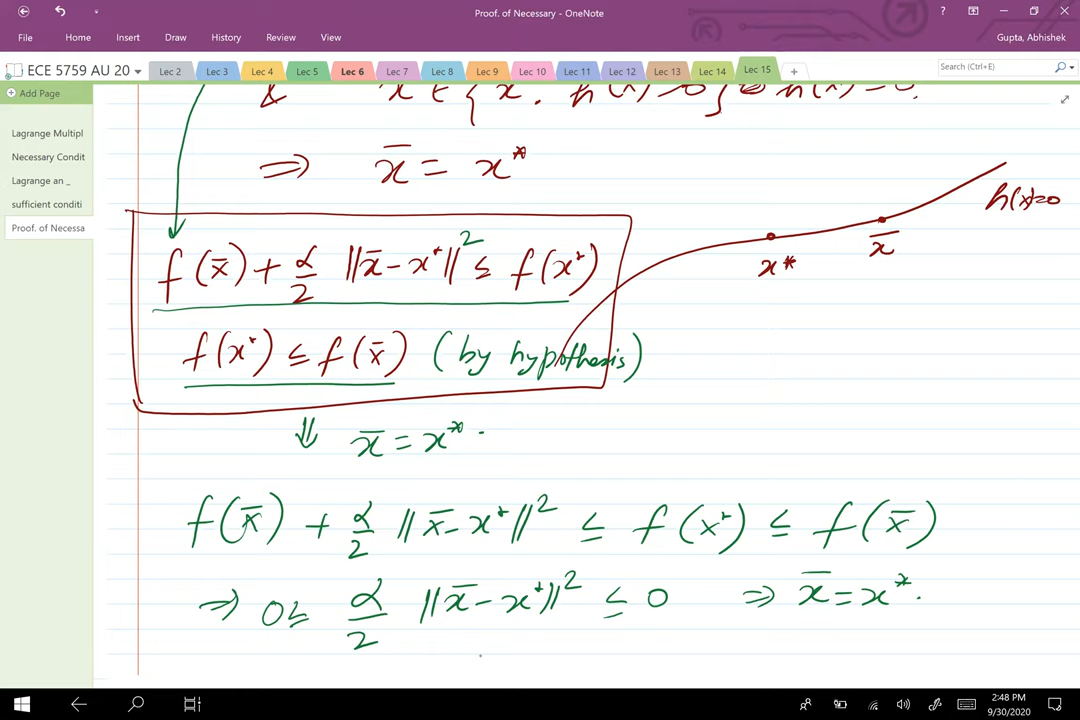 Proof. of Necessary - OneNote
File Home Insert Draw History Review View Gupta, Abhishek
ECE 5759 AU 20 Lec 2 Lec 3 Lec 4 Lec 5 Lec 6 Lec 7 Lec 8 Lec 9 Lec 10 Lec 11 Lec 12 Lec 13 Lec 14 Lec 15 Search (Ctrl+E)
Add Page
Lagrange Multipl
Necessary Condit
Lagrange an _
sufficient conditi
Proof. of Necessa
⇒ x̄ = x*
h(x)=0
x* x̄
f(x̄) + α/2 ||x̄ - x*||² ≤ f(x*)
f(x*) ≤ f(x̄) (by hypothesis)
⇓ x̄ = x*.
f(x̄) + α/2 ||x̄ - x*||² ≤ f(x*) ≤ f(x̄)
⇒ 0 ≤ α/2 ||x̄ - x*||² ≤ 0 ⇒ x̄ = x*.
2:48 PM
9/30/2020